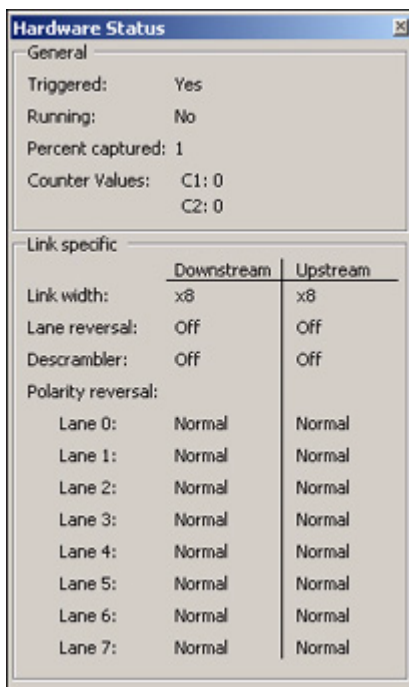 Hardware Status
General
Triggered: Yes
Running: No
Percent captured: 1
Counter Values: C1: 0
C2: 0
Link specific
Downstream Upstream
Link width: x8 x8
Lane reversal: Off Off
Descrambler: Off Off
Polarity reversal:
Lane 0: Normal Normal
Lane 1: Normal Normal
Lane 2: Normal Normal
Lane 3: Normal Normal
Lane 4: Normal Normal
Lane 5: Normal Normal
Lane 6: Normal Normal
Lane 7: Normal Normal